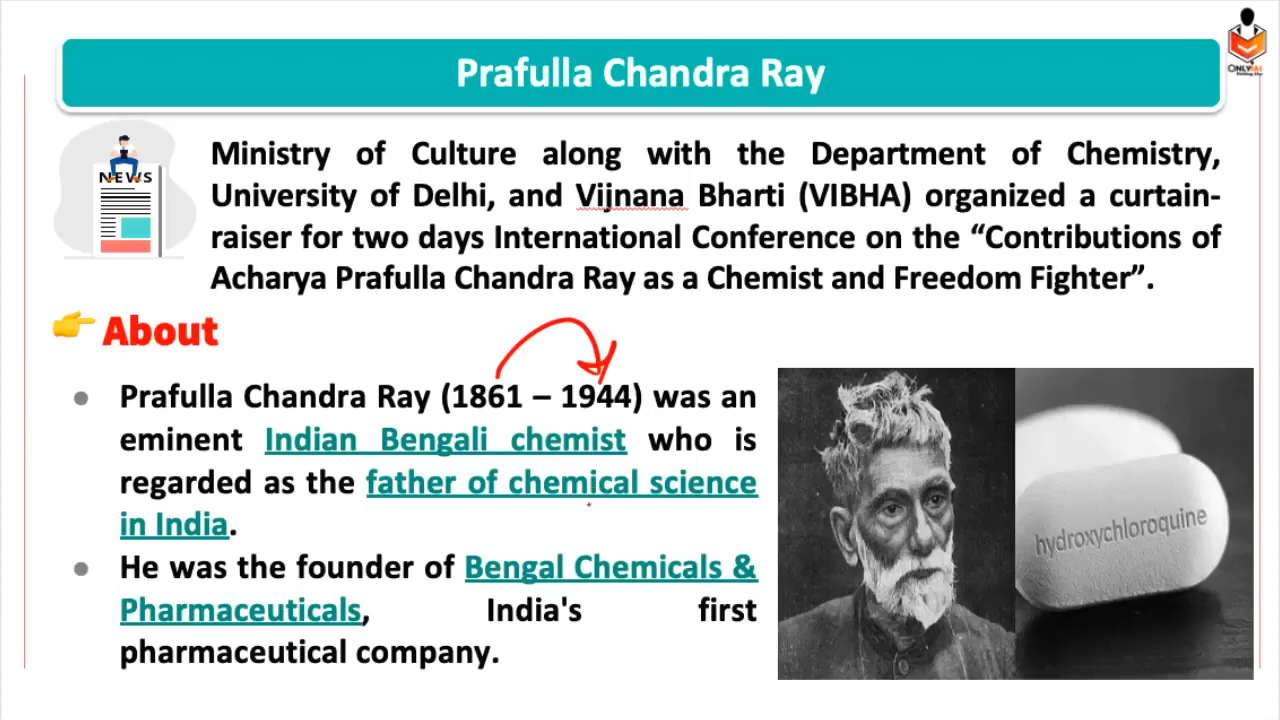 Prafulla Chandra Ray
ONLYIAS
NEWS
Ministry of Culture along with the Department of Chemistry,
University of Delhi, and Vijnana Bharti (VIBHA) organized a curtain-
raiser for two days International Conference on the “Contributions of
Acharya Prafulla Chandra Ray as a Chemist and Freedom Fighter”.
About
Prafulla Chandra Ray (1861 – 1944) was an
eminent Indian Bengali chemist who is
regarded as the father of chemical science
in India.
He was the founder of Bengal Chemicals &
Pharmaceuticals, India's first
pharmaceutical company.
hydroxychloroquine